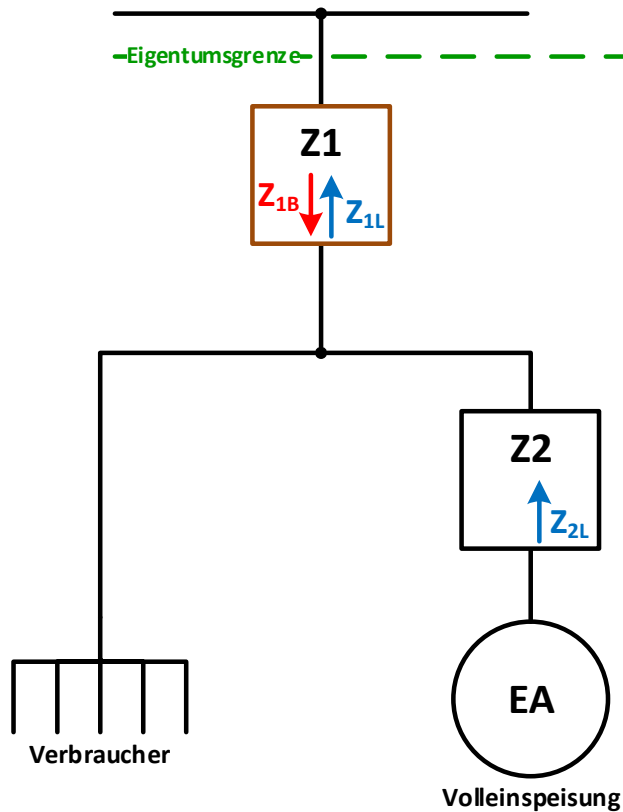 Eigentumsgrenze
Z1
Z1B
Z1L
Z2
Z2L
EA
Verbraucher
Volleinspeisung